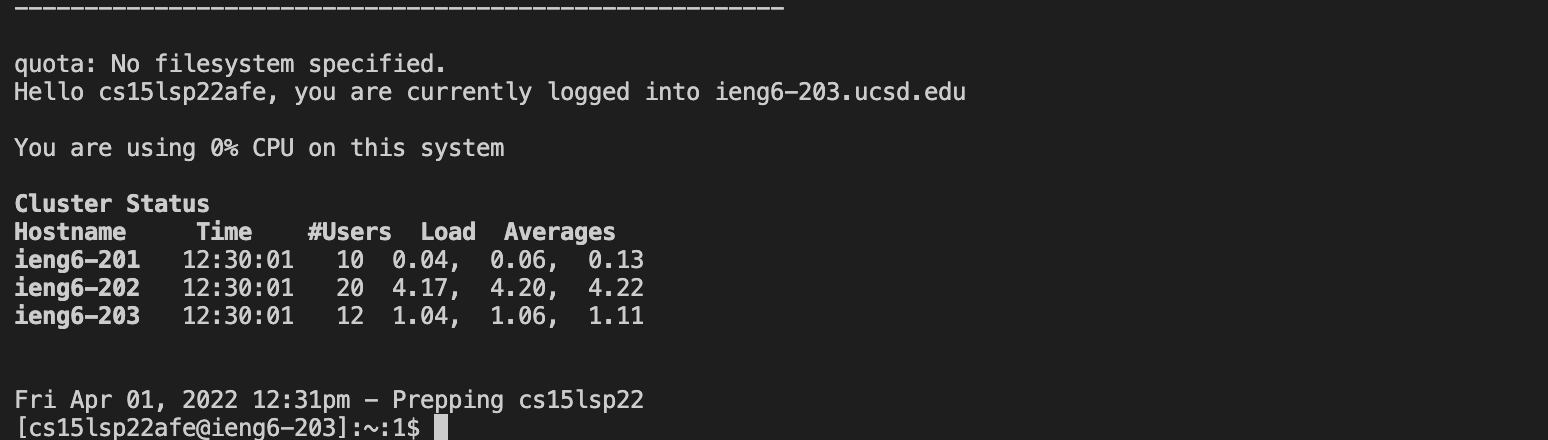 -------------------------------------------------------
quota: No filesystem specified.
Hello cs15lsp22afe, you are currently logged into ieng6-203.ucsd.edu
You are using 0% CPU on this system
Cluster Status
Hostname     Time    #Users  Load  Averages
ieng6-201   12:30:01   10  0.04,  0.06,  0.13
ieng6-202   12:30:01   20  4.17,  4.20,  4.22
ieng6-203   12:30:01   12  1.04,  1.06,  1.11
Fri Apr 01, 2022 12:31pm - Prepping cs15lsp22
[cs15lsp22afe@ieng6-203]:~:1$